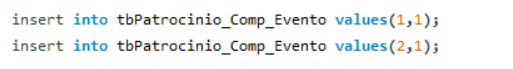 insert into tbPatrocinio_Comp_Evento values(1,1);
insert into tbPatrocinio_Comp_Evento values(2,1);